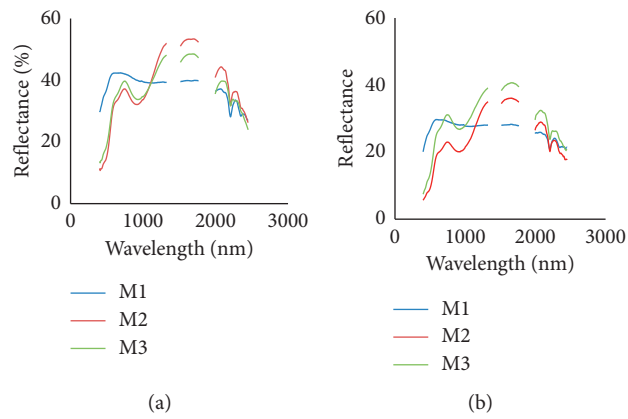 60
40
20
0
Reflectance (%)
0 1000 2000 3000
Wavelength (nm)
M1
M2
M3
(a)
60
40
20
0
Reflectance
0 1000 2000 3000
Wavelength (nm)
M1
M2
M3
(b)